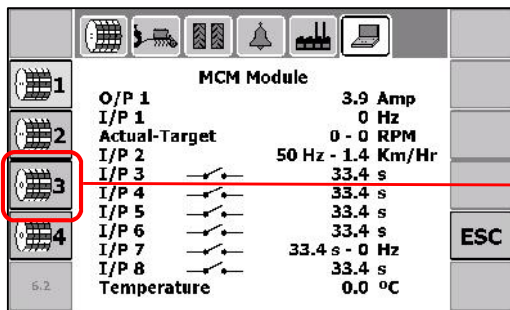 MCM Module
1
O/P 1 3.9 Amp
I/P 1 0 Hz
2
Actual-Target 0 - 0 RPM
I/P 2 50 Hz - 1.4 Km/Hr
3
I/P 3 33.4 s
I/P 4 33.4 s
I/P 5 33.4 s
4
I/P 6 33.4 s
ESC
I/P 7 33.4 s - 0 Hz
I/P 8 33.4 s
6.2
Temperature 0.0 ºC